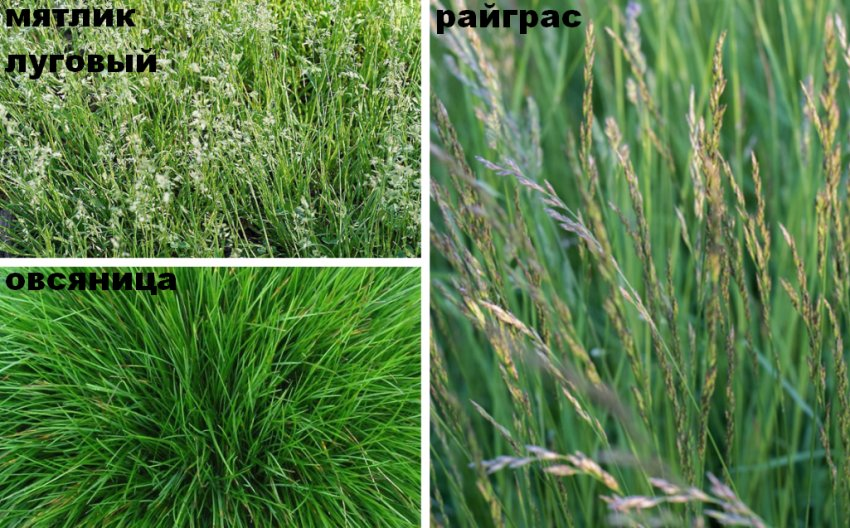 мятлик
луговый
райграс
овсяница